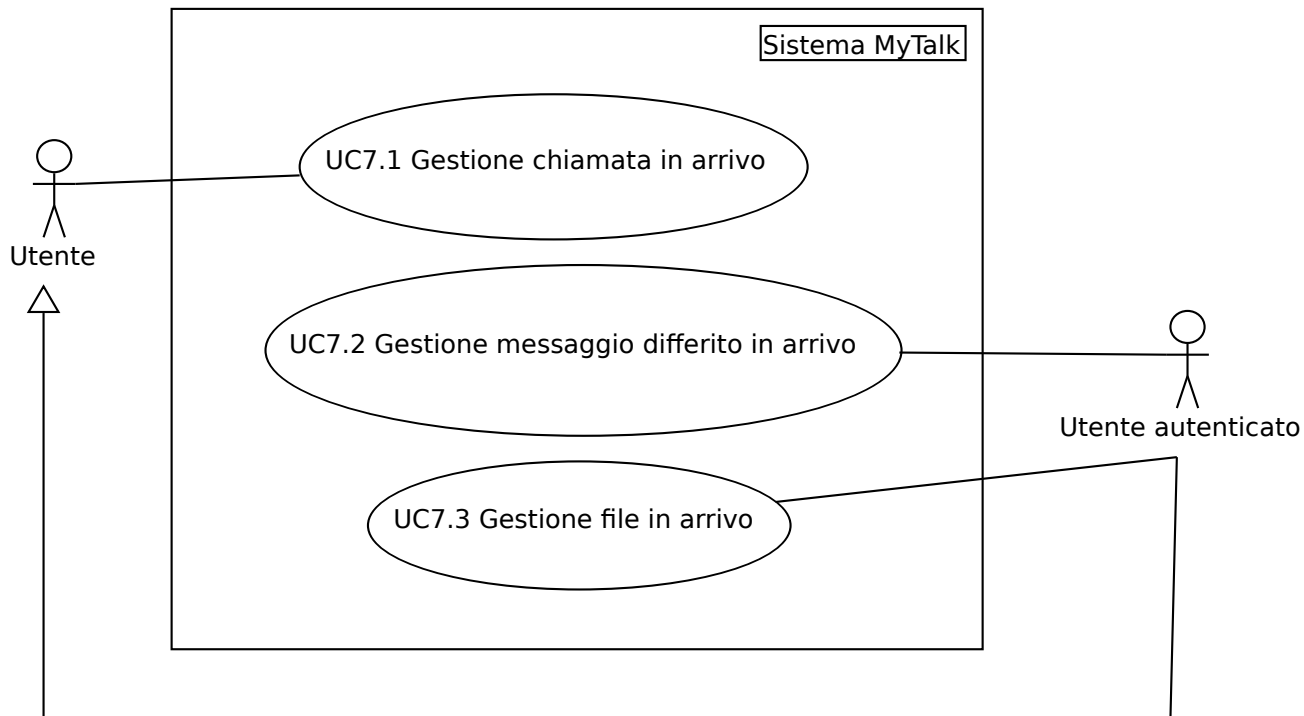 Sistema MyTalk
UC7.1 Gestione chiamata in arrivo
Utente
UC7.2 Gestione messaggio differito in arrivo
Utente autenticato
UC7.3 Gestione file in arrivo